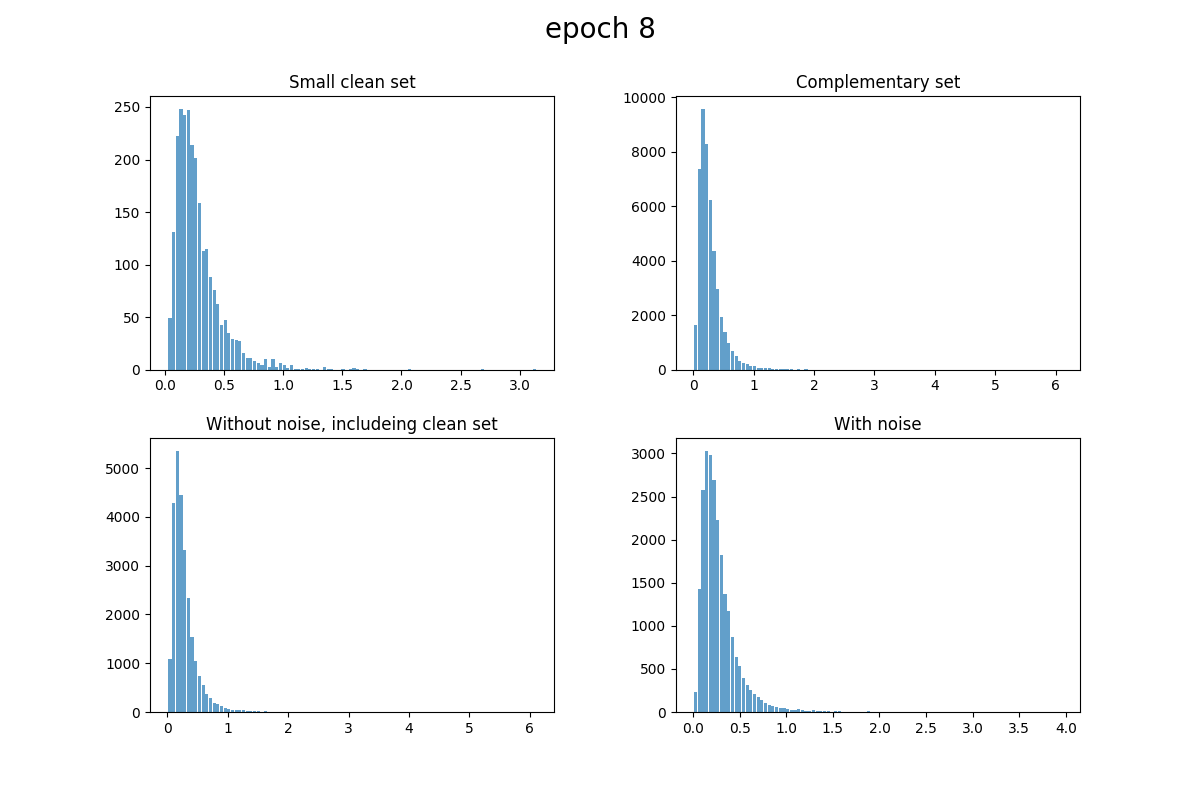 epoch 8
Small clean set
250
200
150
100
50
0
0.0 0.5 1.0 1.5 2.0 2.5 3.0
Complementary set
10000
8000
6000
4000
2000
0
0 1 2 3 4 5 6
Without noise, includeing clean set
5000
4000
3000
2000
1000
0
0 1 2 3 4 5 6
With noise
3000
2500
2000
1500
1000
500
0
0.0 0.5 1.0 1.5 2.0 2.5 3.0 3.5 4.0